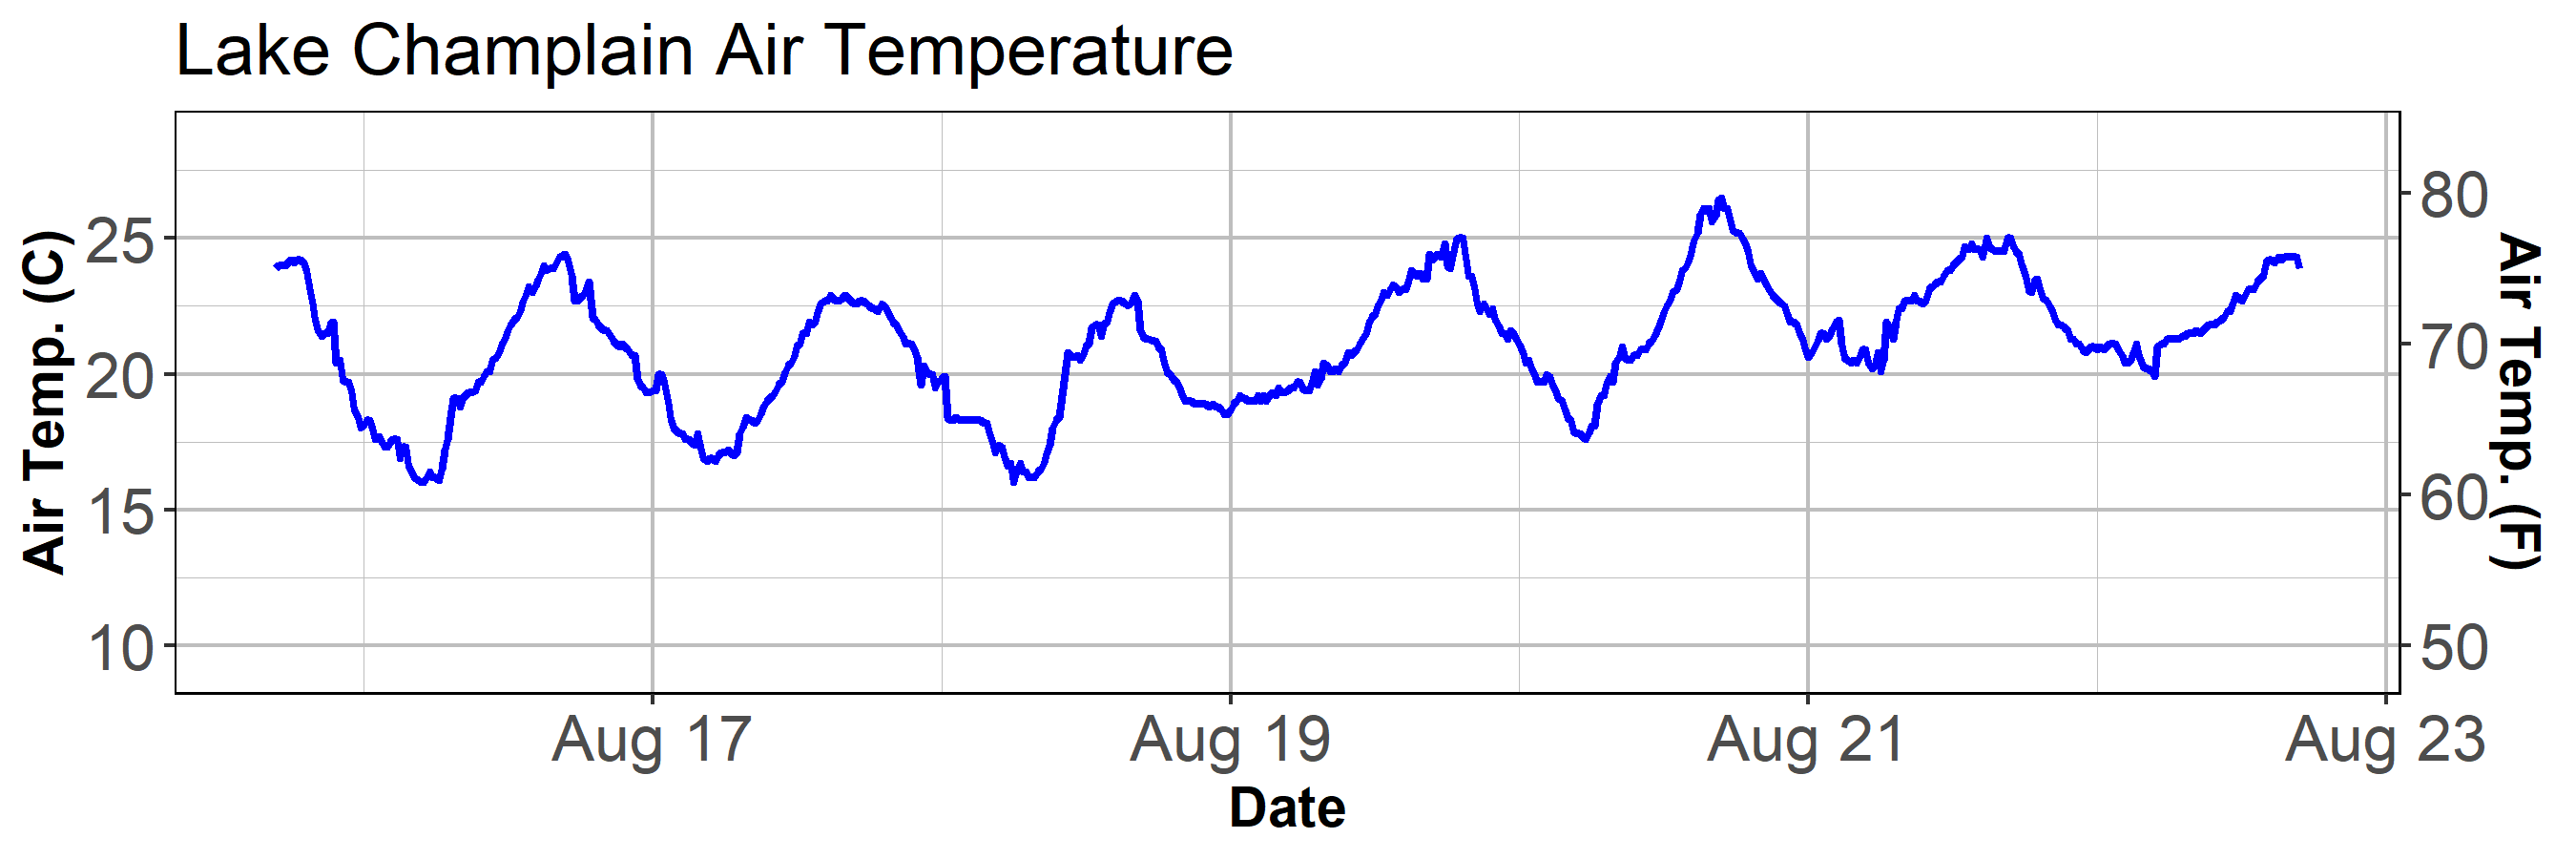 Lake Champlain Air Temperature
Air Temp. (C)
25
20
15
10
80
70
60
50
Air Temp. (F)
Aug 17
Aug 19
Aug 21
Aug 23
Date